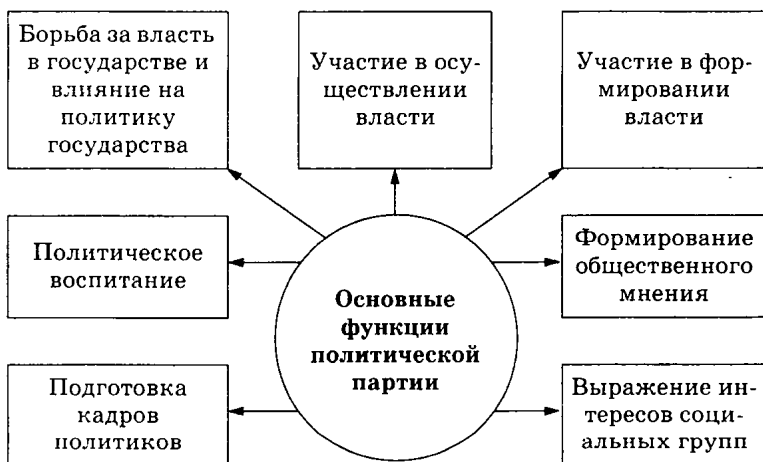 Борьба за власть
в государстве и
влияние на
политику
государства
Участие в осу-
ществлении
власти
Участие в фор-
мировании
власти
Политическое
воспитание
Формирование
общественного
мнения
Основные
функции
политической
партии
Подготовка
кадров
политиков
Выражение ин-
тересов соци-
альных групп